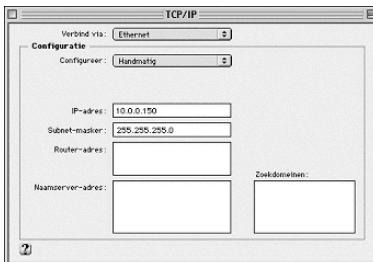 TCP/IP
Verbind via: Ethernet
Configuratie
Configureer: Handmatig
IP-adres: 10.0.0.150
Subnet-masker: 255.255.255.0
Router-adres:
Zoekdomeinen:
Naamserver-adres:
?